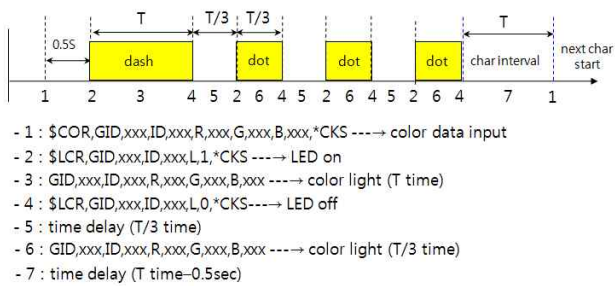 T T/3 T/3 T
0.5S dash dot dot dot char interval next char start
1 2 3 4 5 2 6 4 5 2 6 4 5 2 6 4 7 1
- 1 : $COR,GID,xxx,ID,xxx,R,xxx,G,xxx,B,xxx,*CKS ---→ color data input
- 2 : $LCR,GID,xxx,ID,xxx,L,1,*CKS ---→ LED on
- 3 : GID,xxx,ID,xxx,R,xxx,G,xxx,B,xxx ---→ color light (T time)
- 4 : $LCR,GID,xxx,ID,xxx,L,0,*CKS---→ LED off
- 5 : time delay (T/3 time)
- 6 : GID,xxx,ID,xxx,R,xxx,G,xxx,B,xxx ---→ color light (T/3 time)
- 7 : time delay (T time–0.5sec)